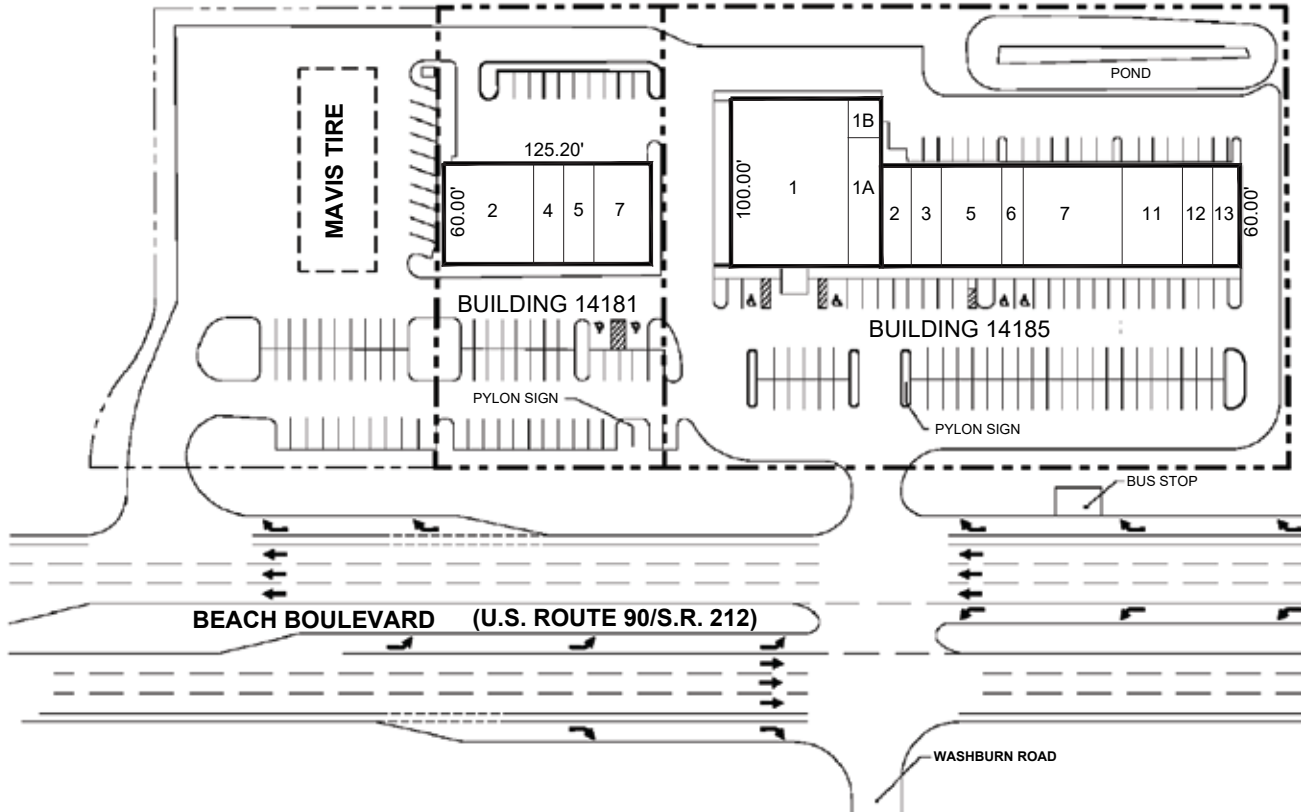 POND
MAVIS TIRE
125.20'
60.00'
2
4
5
7
BUILDING 14181
100.00'
1
1B
1A
2
3
5
6
7
11
12
13
60.00'
BUILDING 14185
PYLON SIGN
PYLON SIGN
BUS STOP
BEACH BOULEVARD (U.S. ROUTE 90/S.R. 212)
WASHBURN ROAD